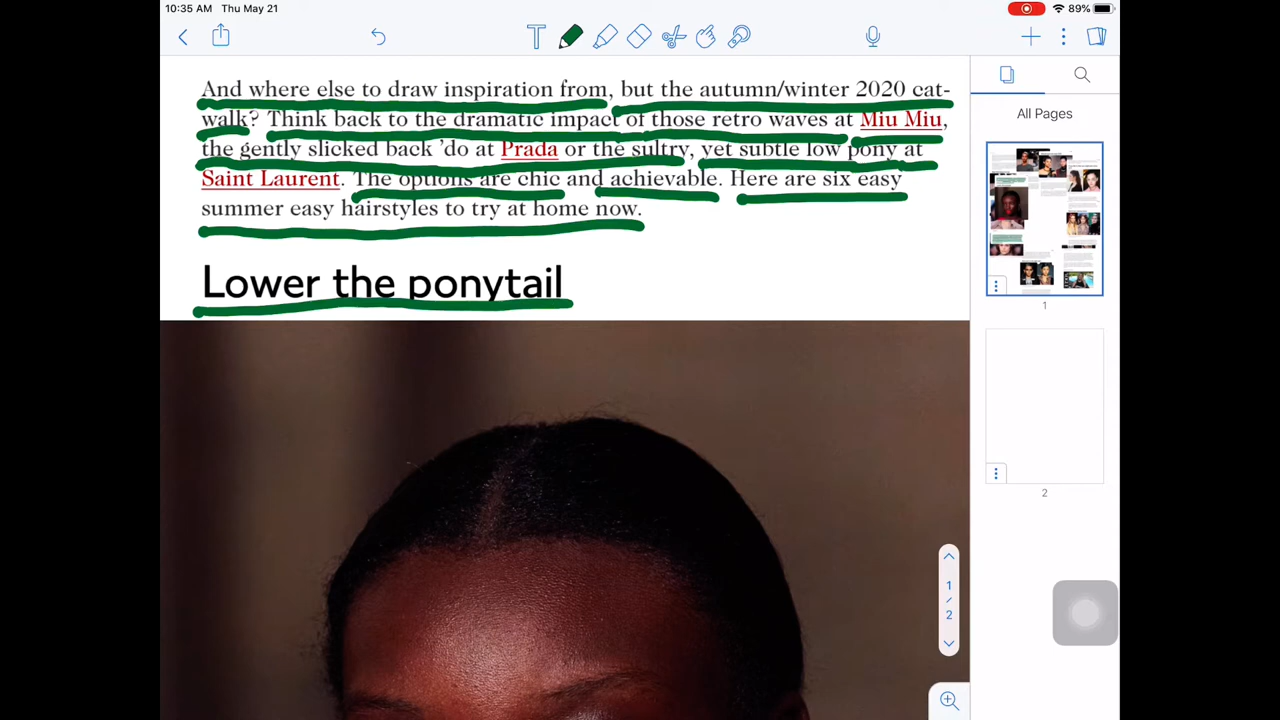 10:35 AM Thu May 21
89%
T
And where else to draw inspiration from, but the autumn/winter 2020 cat-
walk? Think back to the dramatic impact of those retro waves at Miu Miu,
the gently slicked back ’do at Prada or the sultry, yet subtle low pony at
Saint Laurent. The options are chic and achievable. Here are six easy
summer easy hairstyles to try at home now.
Lower the ponytail
All Pages
1
2
1
/
2